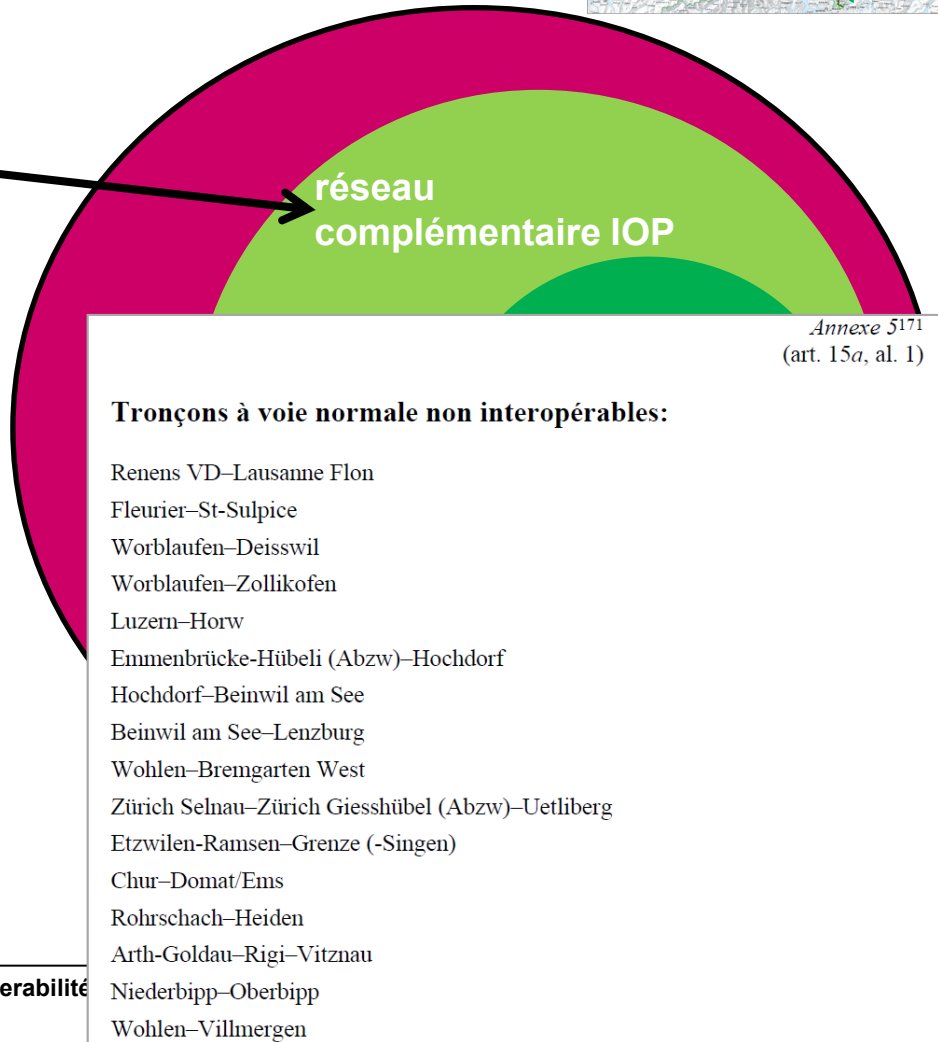 réseau
complémentaire IOP
Annexe 5171
(art. 15a, al. 1)
Tronçons à voie normale non interopérables:
Renens VD–Lausanne Flon
Fleurier–St-Sulpice
Worblaufen–Deisswil
Worblaufen–Zollikofen
Luzern–Horw
Emmenbrücke-Hübeli (Abzw)–Hochdorf
Hochdorf–Beinwil am See
Beinwil am See–Lenzburg
Wohlen–Bremgarten West
Zürich Selnau–Zürich Giesshübel (Abzw)–Uetliberg
Etzwilen-Ramsen–Grenze (-Singen)
Chur–Domat/Ems
Rohrschach–Heiden
Arth-Goldau–Rigi–Vitznau
erabilité
Niederbipp–Oberbipp
Wohlen–Villmergen